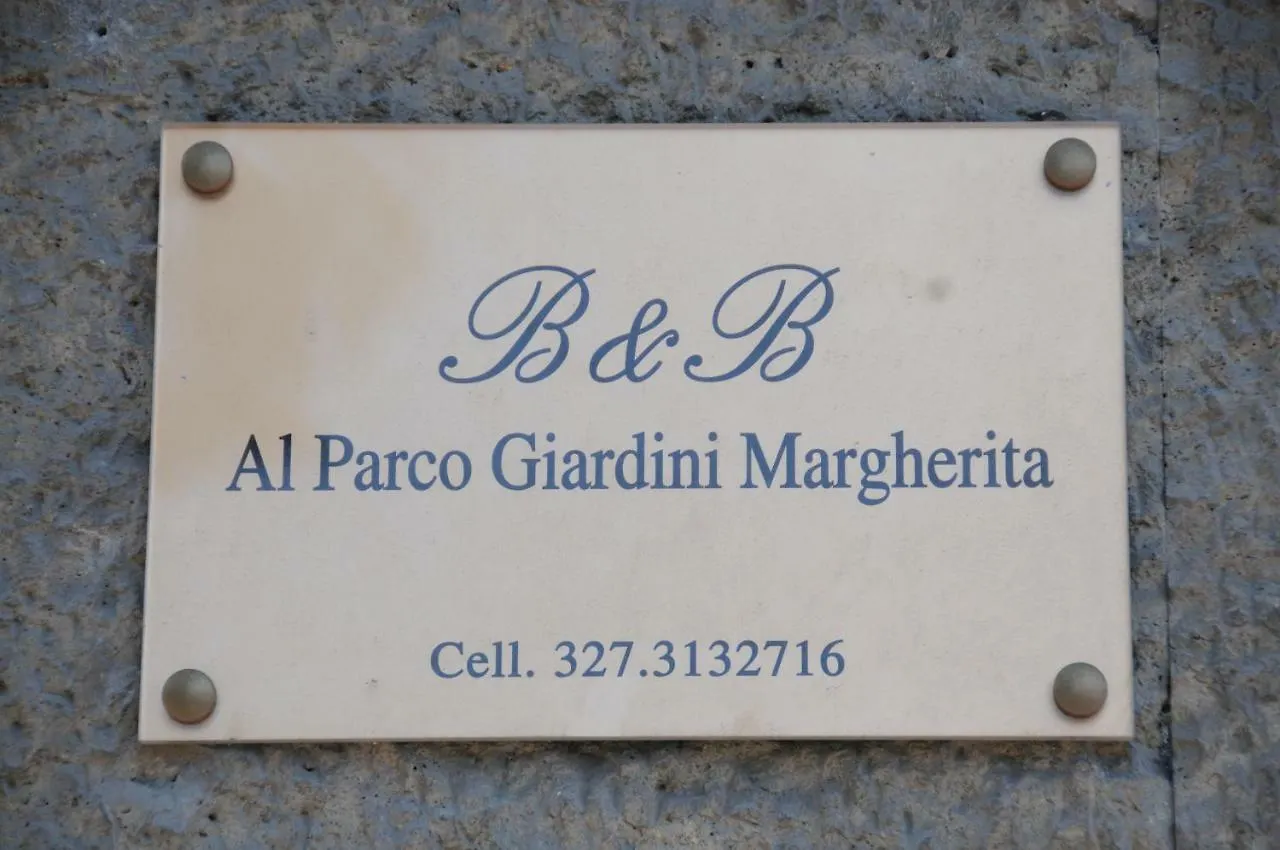 B & B
Al Parco Giardini Margherita
Cell. 327.3132716